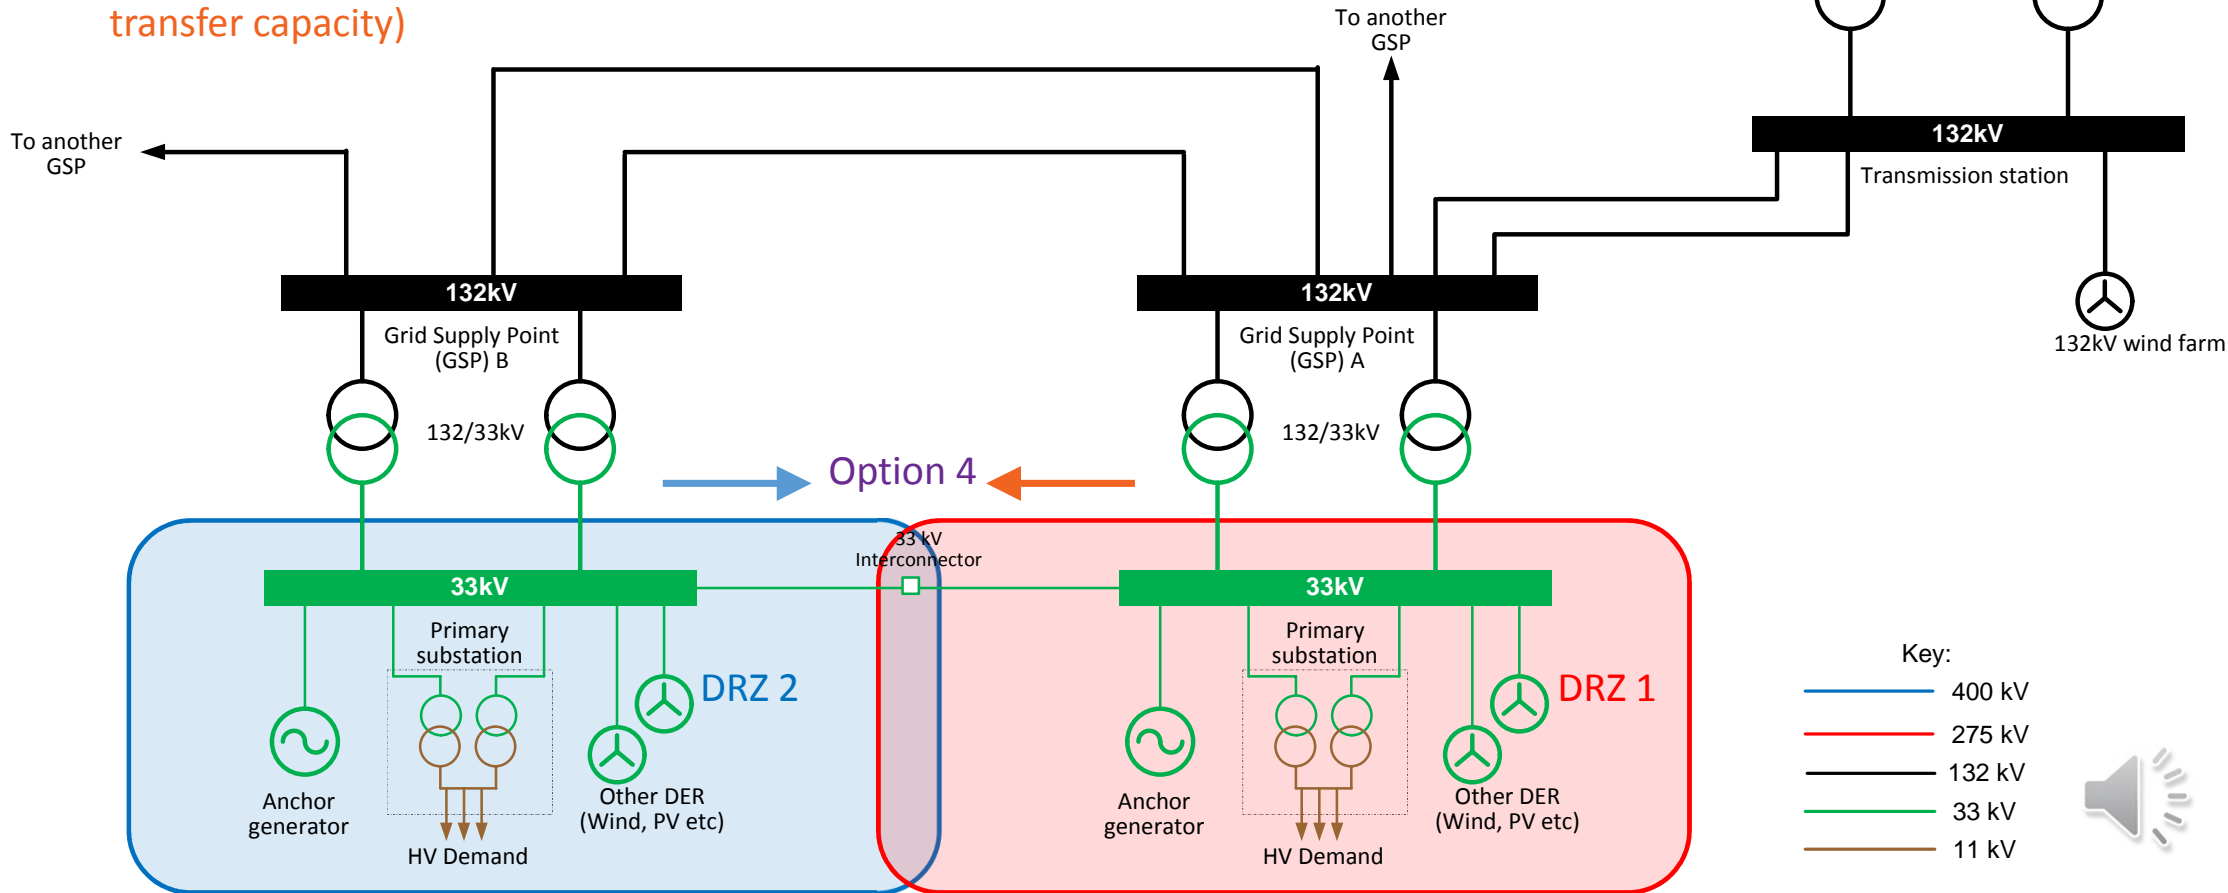 transfer capacity)
To another
GSP
To another
GSP
132kV
Transmission station
132kV
132kV
Grid Supply Point
(GSP) B
Grid Supply Point
(GSP) A
132kV wind farm
132/33kV
132/33kV
Option 4
33 kV
Interconnector
33kV
33kV
Primary
substation
Primary
substation
DRZ 2
DRZ 1
Anchor
generator
Other DER
(Wind, PV etc)
HV Demand
Anchor
generator
Other DER
(Wind, PV etc)
HV Demand
Key:
400 kV
275 kV
132 kV
33 kV
11 kV